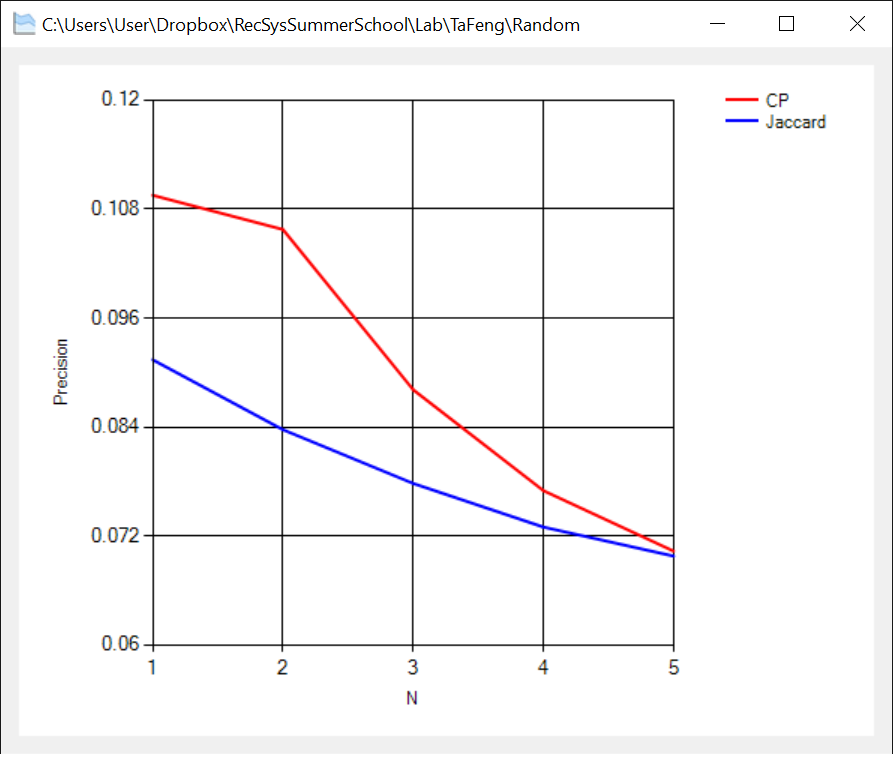 C:\Users\User\Dropbox\RecSysSummerSchool\Lab\TaFeng\Random
CP
Jaccard
0.12
0.108
0.096
0.084
0.072
0.06
Precision
1 2 3 4 5
N